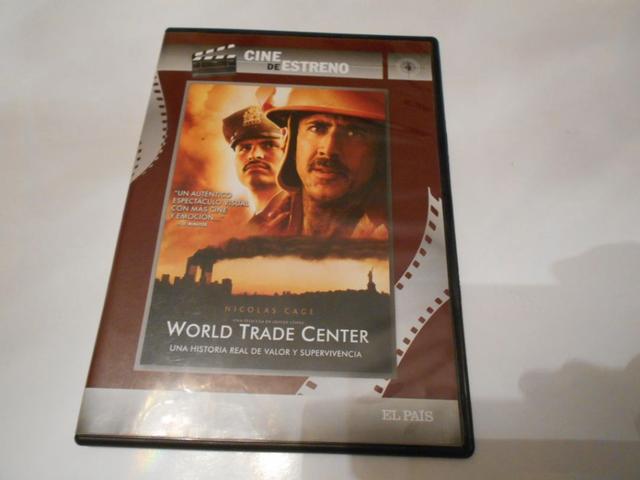 CINE
DE ESTRENO
"UN AUTÉNTICO
ESPECTÁCULO VISUAL
CON MÁS CINE
Y EMOCIÓN..."
NICOLAS CAGE
WORLD TRADE CENTER
UNA HISTORIA REAL DE VALOR Y SUPERVIVENCIA
EL PAÍS